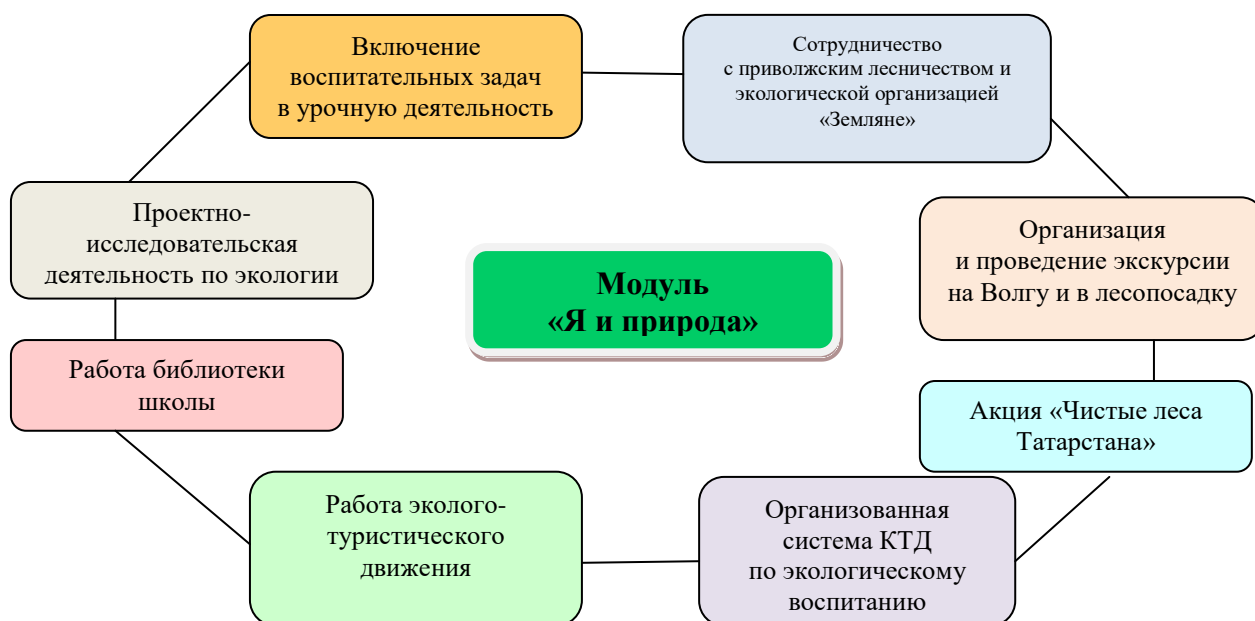 Включение
воспитательных задач
в урочную деятельность
Сотрудничество
с приволжским лесничеством и
экологической организацией
«Земляне»
Проектно-
исследовательская
деятельность по экологии
Модуль
«Я и природа»
Организация
и проведение экскурсии
на Волгу и в лесопосадку
Работа библиотеки
школы
Акция «Чистые леса
Татарстана»
Работа эколого-
туристического
движения
Организованная
система КТД
по экологическому
воспитанию